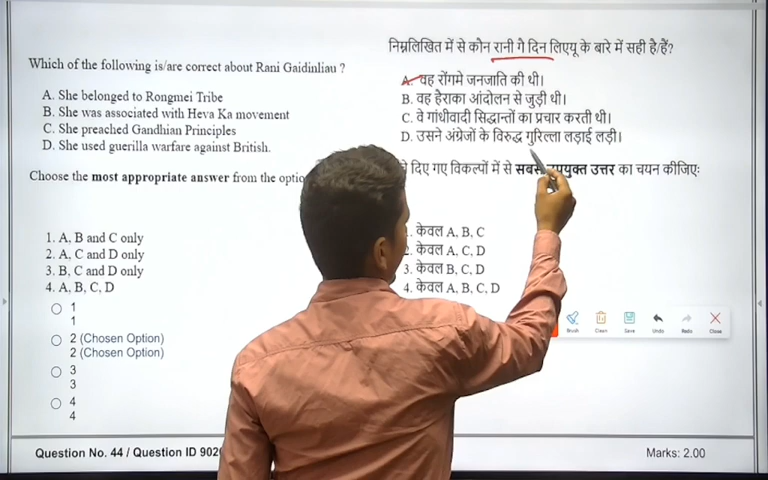 Which of the following is/are correct about Rani Gaidinliau ?
A. She belonged to Rongmei Tribe
B. She was associated with Heva Ka movement
C. She preached Gandhian Principles
D. She used guerilla warfare against British.
Choose the most appropriate answer from the
1. A, B and C only
2. A, C and D only
3. B, C and D only
4. A, B, C, D
1
1
2 (Chosen Option)
2 (Chosen Option)
3
3
4
4
निम्नलिखित में से कौन रानी गै दिन लिएयू के बारे में सही है/हैं?
A. वह रोंगमे जनजाति की थी।
B. वह हैराका आंदोलन से जुड़ी थी।
C. वे गांधीवादी सिद्धान्तों का प्रचार करती थी।
D. उसने अंग्रेजों के विरुद्ध गुरिल्ला लड़ाई लड़ी।
दिए गए विकल्पों में से उत्तर का चयन कीजिए:
केवल A, B, C
केवल A, C, D
3. केवल B, C, D
4. केवल A, B, C, D
Brush Clean Save Undo Redo Close
Question No. 44 / Question ID
Marks: 2.00